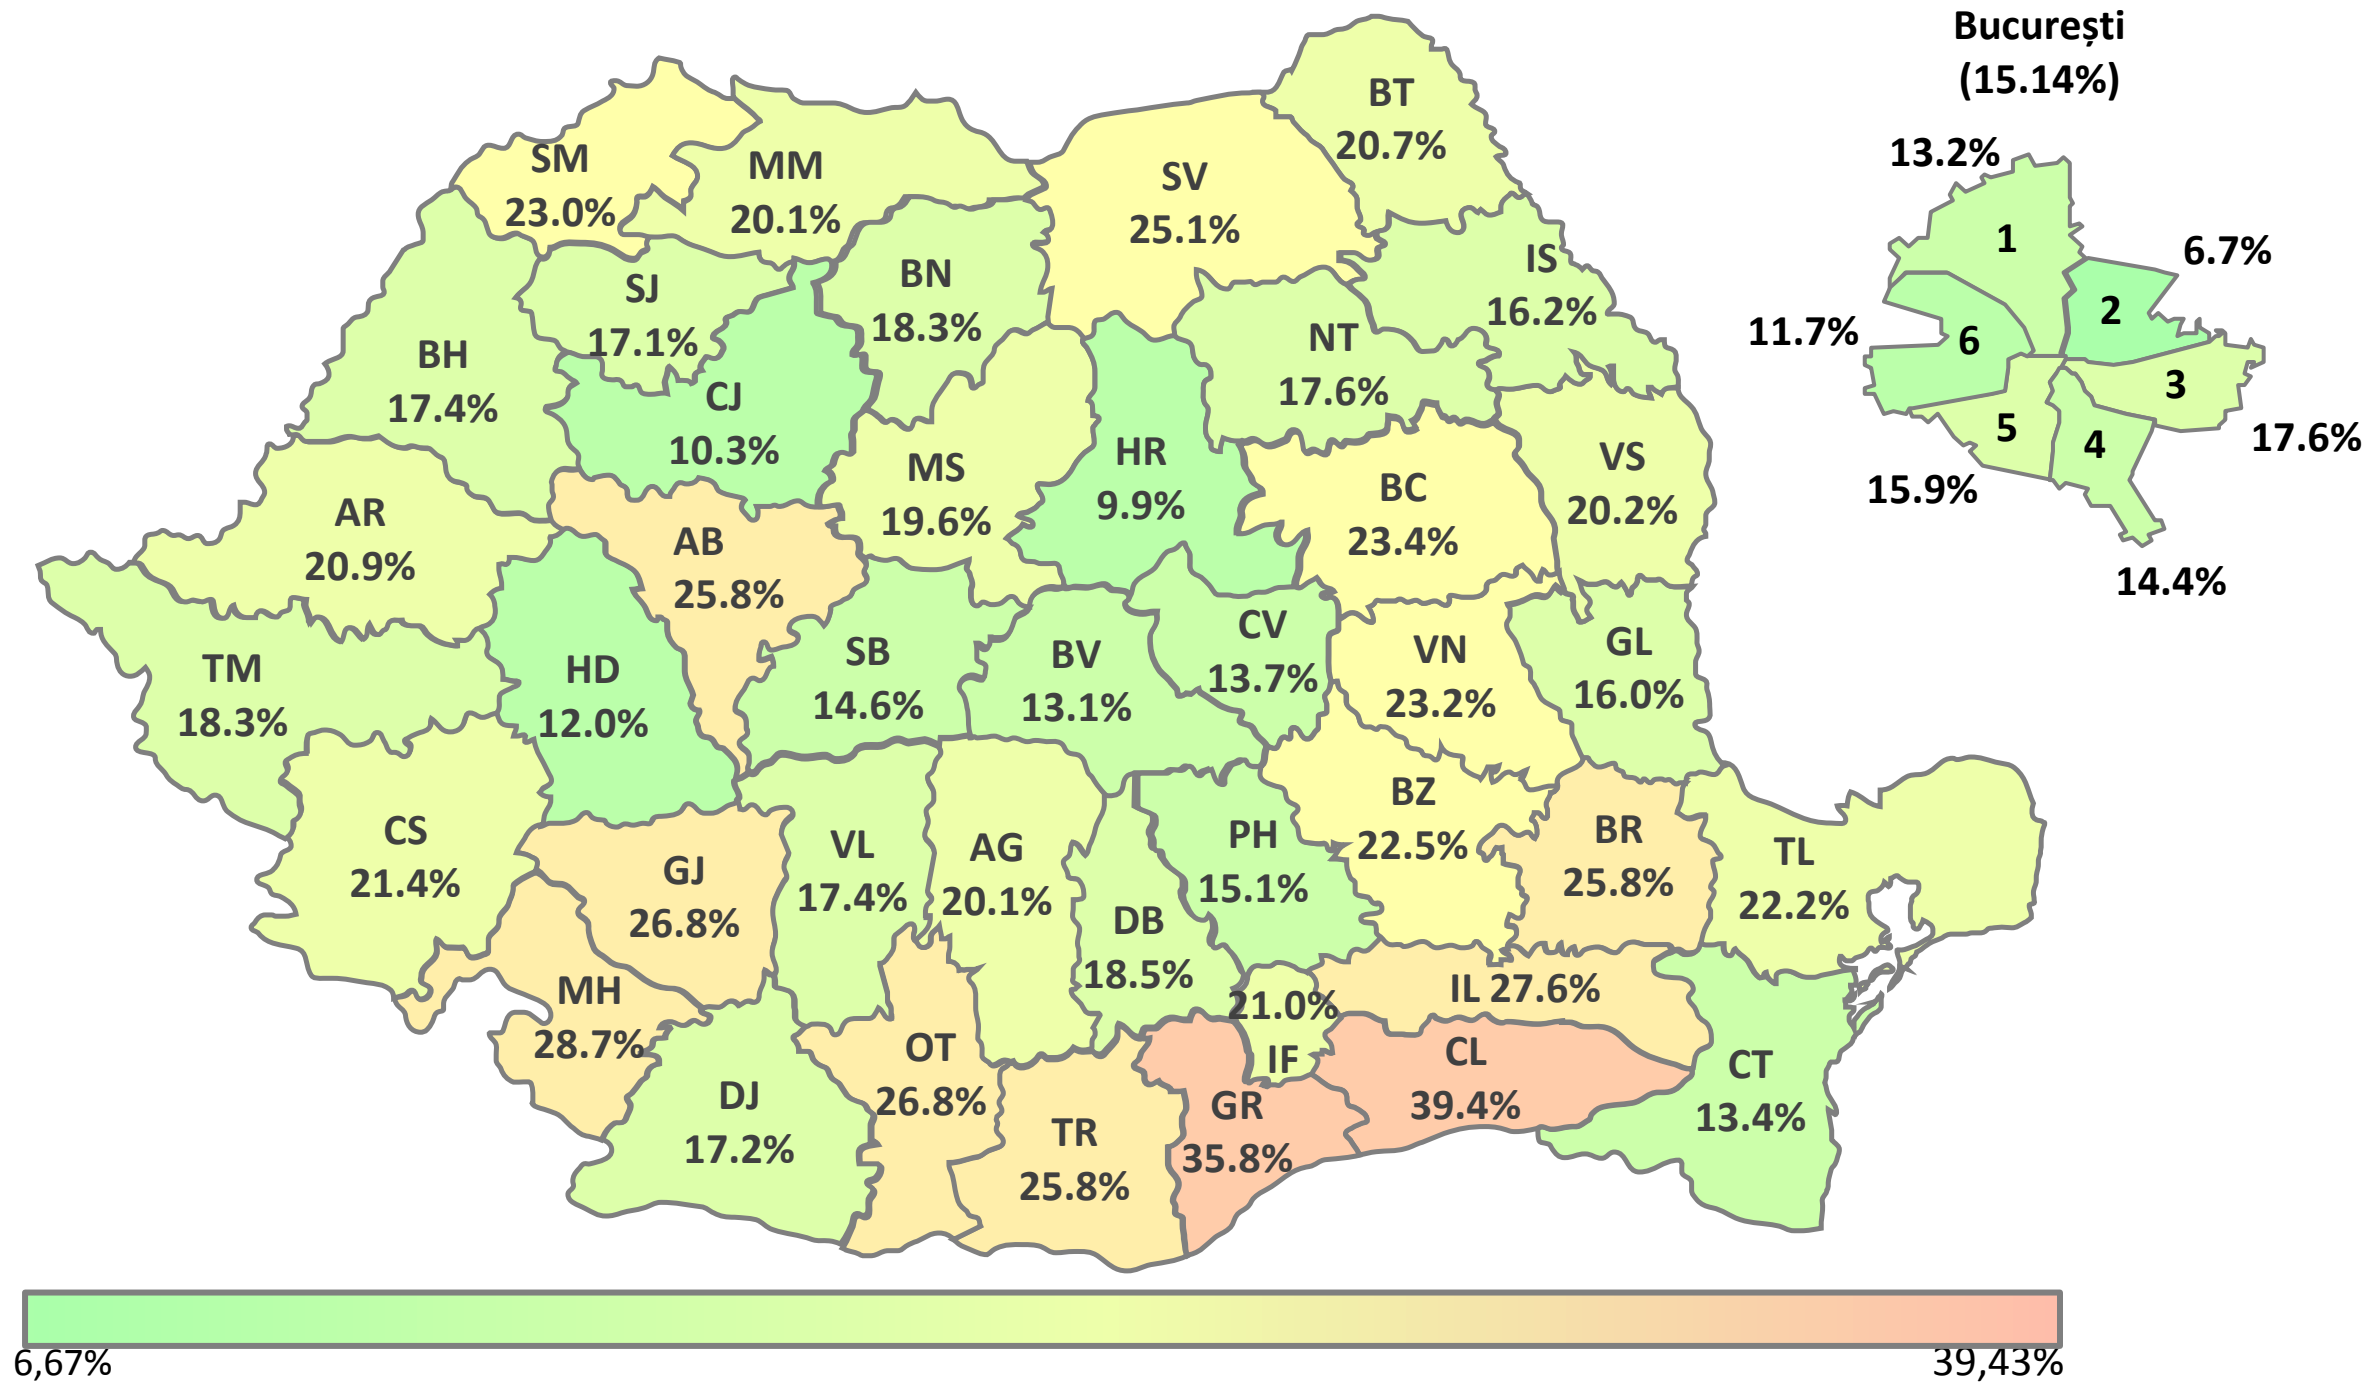 București
(15.14%)
13.2%
1
6.7%
2
11.7%
6
3
17.6%
5
4
15.9%
14.4%
BT
20.7%
SM
23.0%
MM
20.1%
SV
25.1%
IS
16.2%
BN
18.3%
SJ
17.1%
NT
17.6%
BH
17.4%
CJ
10.3%
HR
9.9%
MS
19.6%
BC
23.4%
VS
20.2%
AR
20.9%
AB
25.8%
CV
13.7%
VN
23.2%
GL
16.0%
TM
18.3%
HD
12.0%
SB
14.6%
BV
13.1%
BZ
22.5%
CS
21.4%
GJ
26.8%
VL
17.4%
AG
20.1%
PH
15.1%
BR
25.8%
TL
22.2%
DB
18.5%
MH
28.7%
21.0%
IF
IL 27.6%
OT
26.8%
CL
39.4%
CT
13.4%
DJ
17.2%
TR
25.8%
GR
35.8%
6,67%
39,43%